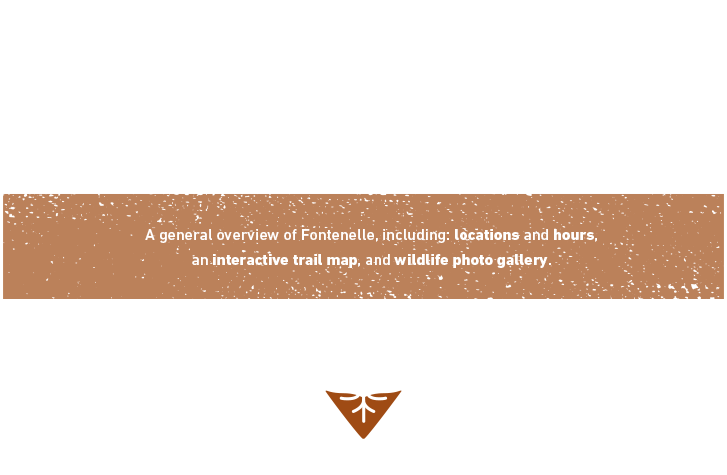 A general overview of Fontenelle, including: locations and hours,
an interactive trail map, and wildlife photo gallery.